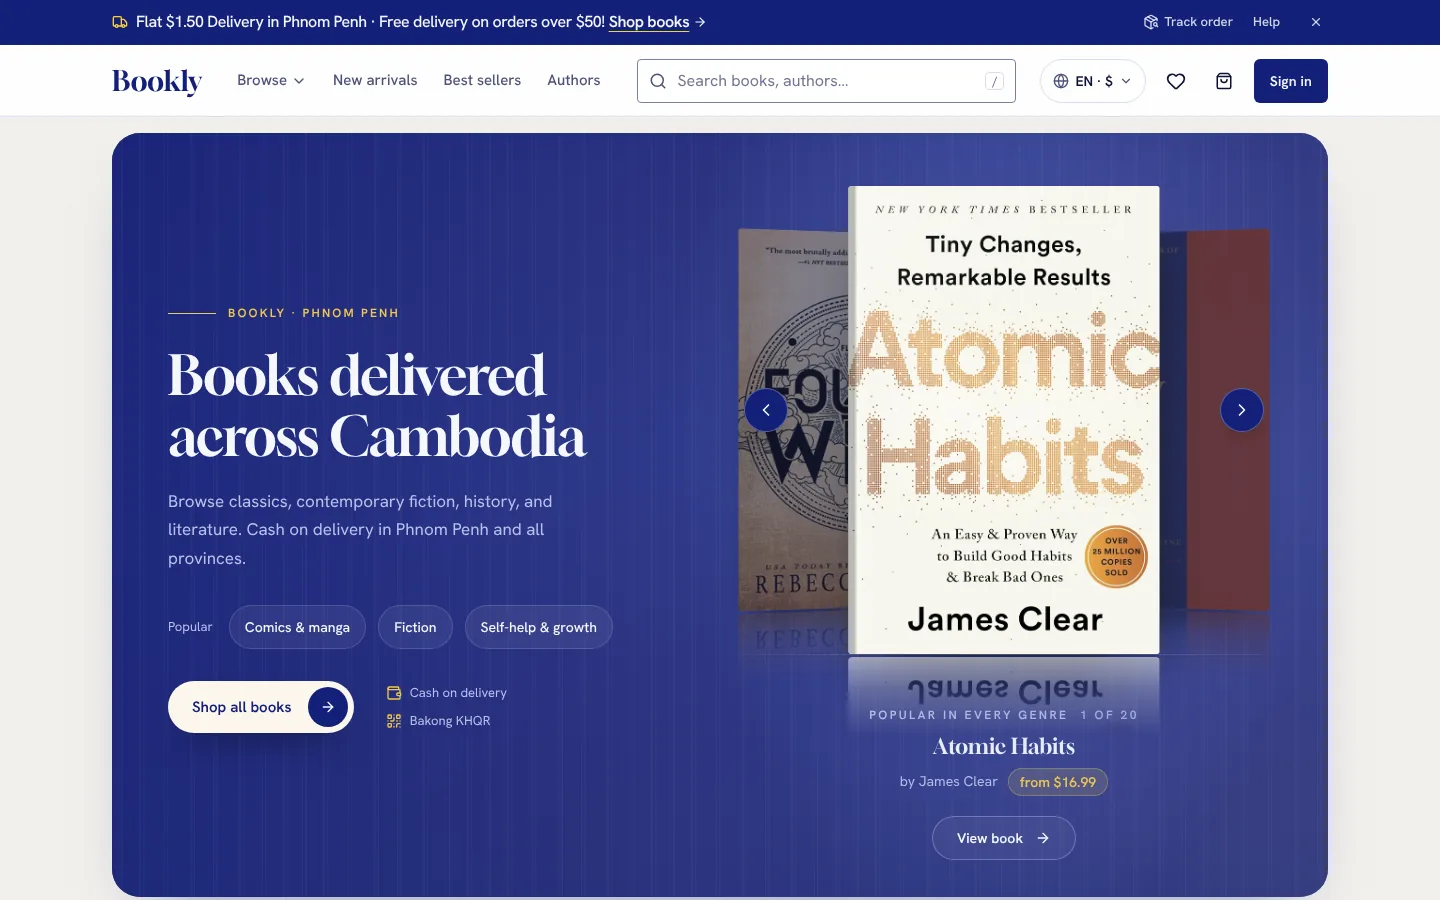 Flat $1.50 Delivery in Phnom Penh · Free delivery on orders over $50! Shop books →
Track order
Help
Bookly
Browse
New arrivals
Best sellers
Authors
Search books, authors...
/
EN · $
Sign in
BOOKLY · PHNOM PENH
Books delivered
across Cambodia
Browse classics, contemporary fiction, history, and
literature. Cash on delivery in Phnom Penh and all
provinces.
Popular
Comics & manga
Fiction
Self-help & growth
Shop all books
Cash on delivery
Bakong KHQR
"The most brutally
REBECC
NEW YORK TIMES BESTSELLER
Tiny Changes,
Remarkable Results
Atomic
Habits
An Easy & Proven Way
to Build Good Habits
& Break Bad Ones
OVER
25 MILLION
COPIES
SOLD
James Clear
POPULAR IN EVERY GENRE 1 OF 20
Atomic Habits
by James Clear
from $16.99
View book